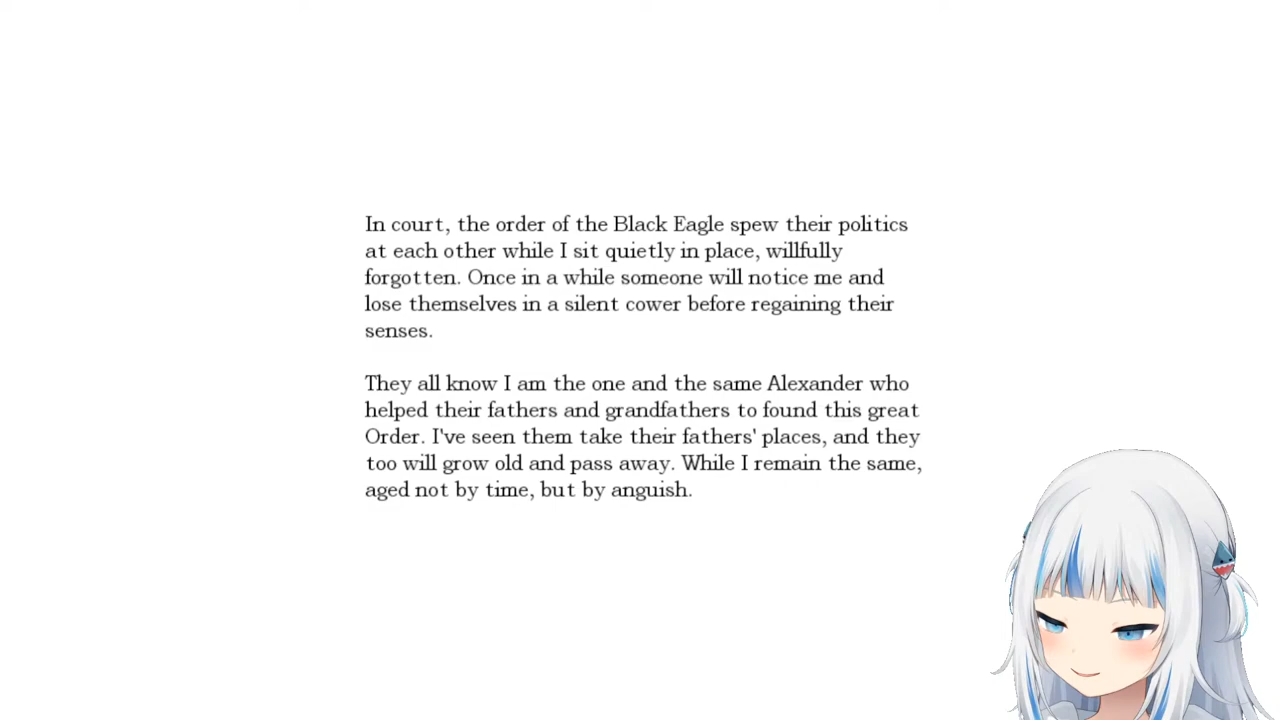 In court, the order of the Black Eagle spew their politics
at each other while I sit quietly in place, willfully
forgotten. Once in a while someone will notice me and
lose themselves in a silent cower before regaining their
senses.
They all know I am the one and the same Alexander who
helped their fathers and grandfathers to found this great
Order. I've seen them take their fathers' places, and they
too will grow old and pass away. While I remain the same,
aged not by time, but by anguish.